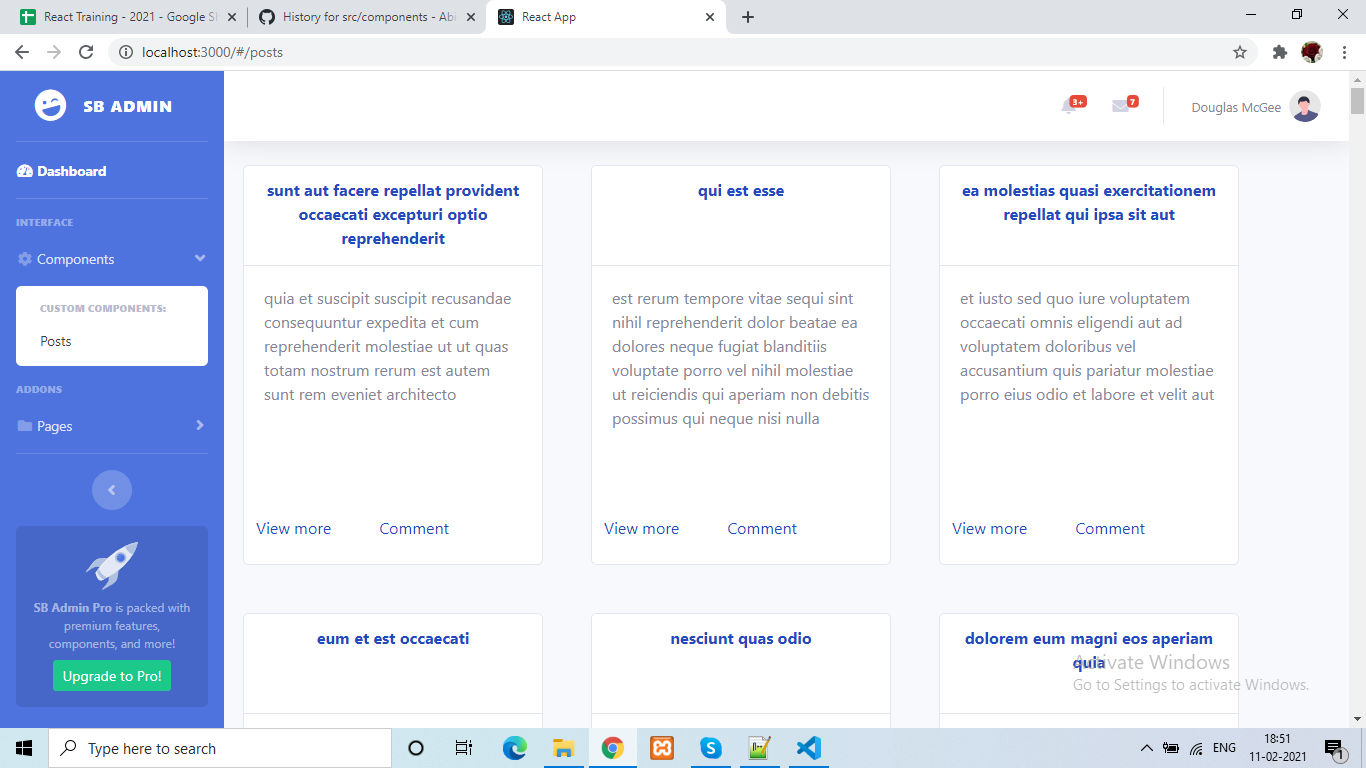 React Training - 2021 - Google Sh
History for src/components - Abi
React App
localhost:3000/#/posts
SB ADMIN
3+
7
Douglas McGee
Dashboard
INTERFACE
Components
CUSTOM COMPONENTS:
Posts
ADDONS
Pages
SB Admin Pro is packed with
premium features,
components, and more!
Upgrade to Pro!
sunt aut facere repellat provident
occaecati excepturi optio
reprehenderit
quia et suscipit suscipit recusandae
consequuntur expedita et cum
reprehenderit molestiae ut ut quas
totam nostrum rerum est autem
sunt rem eveniet architecto
View more
Comment
qui est esse
est rerum tempore vitae sequi sint
nihil reprehenderit dolor beatae ea
dolores neque fugiat blanditiis
voluptate porro vel nihil molestiae
ut reiciendis qui aperiam non debitis
possimus qui neque nisi nulla
View more
Comment
ea molestias quasi exercitationem
repellat qui ipsa sit aut
et iusto sed quo iure voluptatem
occaecati omnis eligendi aut ad
voluptatem doloribus vel
accusantium quis pariatur molestiae
porro eius odio et labore et velit aut
View more
Comment
eum et est occaecati
nesciunt quas odio
dolorem eum magni eos aperiam
quia
Activate Windows
Go to Settings to activate Windows.
Type here to search
ENG
18:51
11-02-2021
1